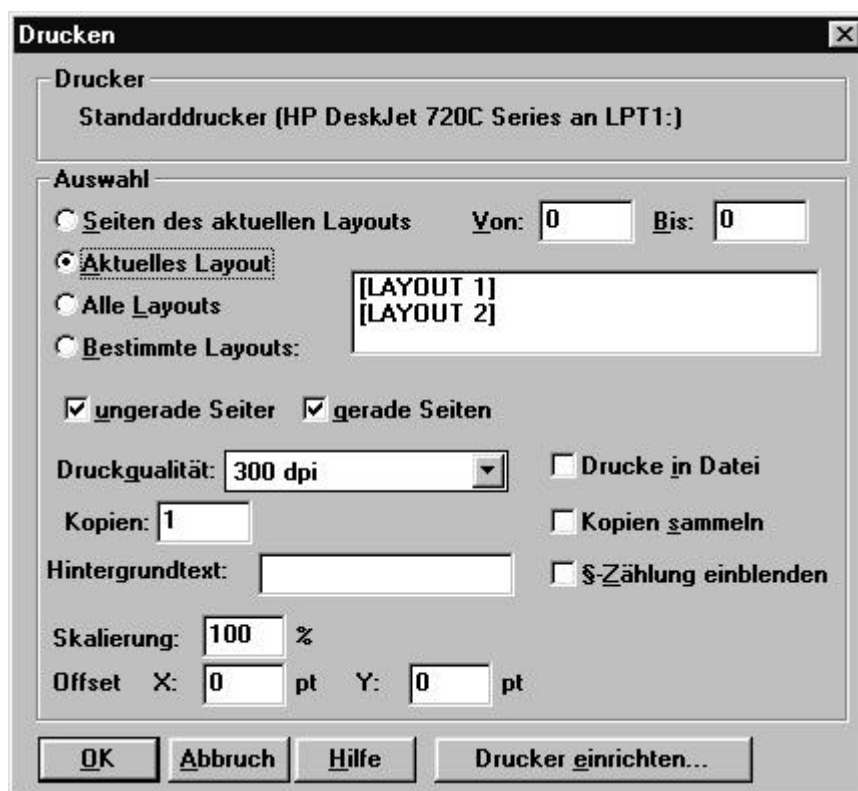 Drucken
Drucker
Standarddrucker (HP DeskJet 720C Series an LPT1:)
Auswahl
Seiten des aktuellen Layouts Von: 0 Bis: 0
Aktuelles Layout
[LAYOUT 1]
Alle Layouts
[LAYOUT 2]
Bestimmte Layouts:
ungerade Seiter gerade Seiten
Druckqualität: 300 dpi Drucke in Datei
Kopien: 1 Kopien sammeln
Hintergrundtext: §-Zählung einblenden
Skalierung: 100 %
Offset X: 0 pt Y: 0 pt
OK Abbruch Hilfe Drucker einrichten...